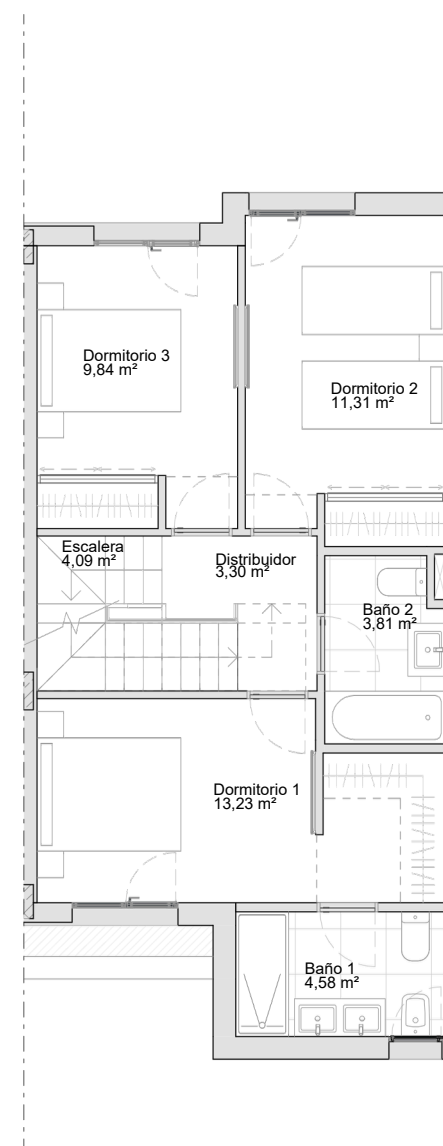 Dormitorio 3
9,84 m²
Dormitorio 2
11,31 m²
Escalera
4,09 m²
Distribuidor
3,30 m²
Baño 2
3,81 m²
Dormitorio 1
13,23 m²
Baño 1
4,58 m²